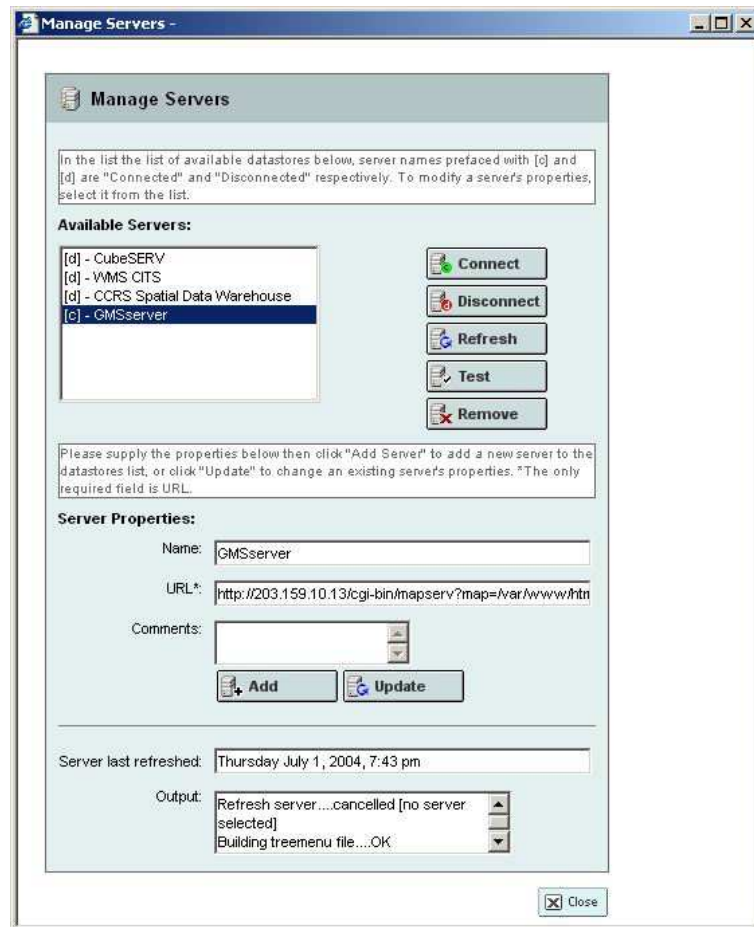 Manage Servers -
Manage Servers
In the list the list of available datastores below, server names prefaced with [c] and
[d] are "Connected" and "Disconnected" respectively. To modify a server's properties,
select it from the list.
Available Servers:
[d] - CubeSERV
[d] - WMS CITS
[d] - CCRS Spatial Data Warehouse
[c] - GMSserver
Connect
Disconnect
Refresh
Test
Remove
Please supply the properties below then click "Add Server" to add a new server to the
datastores list, or click "Update" to change an existing server's properties. *The only
required field is URL.
Server Properties:
Name: GMSserver
URL*: http://203.159.10.13/cgi-bin/mapserv?map=/var/www/htm
Comments:
Add
Update
Server last refreshed: Thursday July 1, 2004, 7:43 pm
Output: Refresh server....cancelled [no server
selected]
Building treemenu file....OK
Close